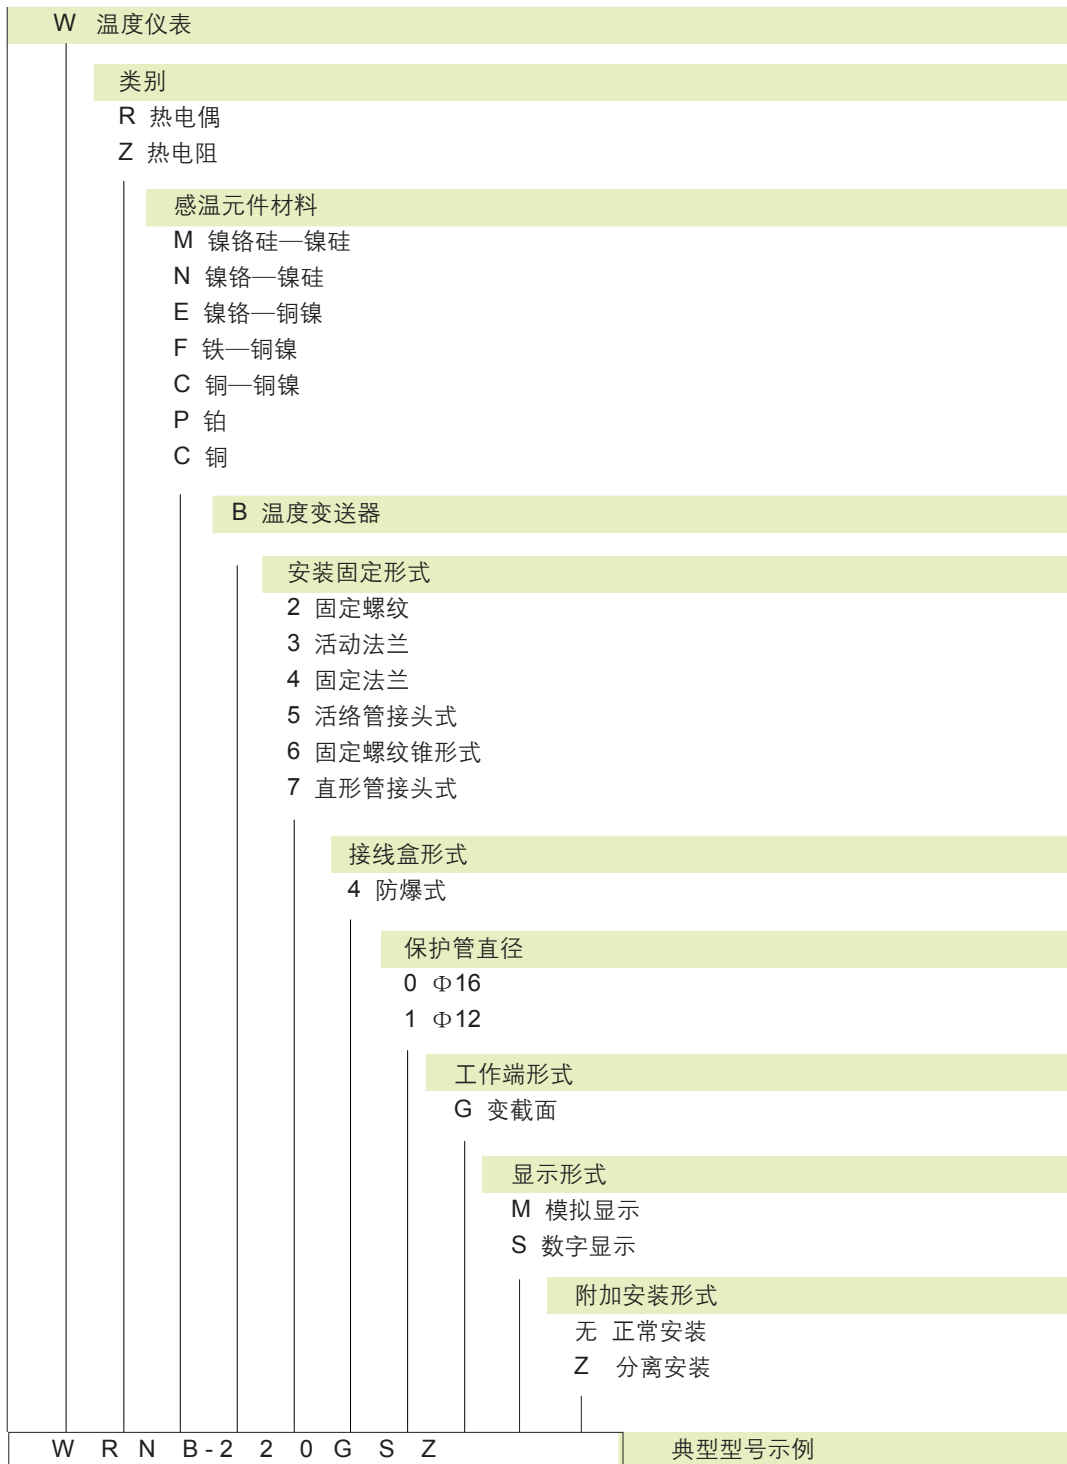 W 温度仪表
类别
R 热电偶
Z 热电阻
感温元件材料
M 镍铬硅—镍硅
N 镍铬—镍硅
E 镍铬—铜镍
F 铁—铜镍
C 铜—铜镍
P 铂
C 铜
B 温度变送器
安装固定形式
2 固定螺纹
3 活动法兰
4 固定法兰
5 活络管接头式
6 固定螺纹锥形式
7 直形管接头式
接线盒形式
4 防爆式
保护管直径
0 Φ16
1 Φ12
工作端形式
G 变截面
显示形式
M 模拟显示
S 数字显示
附加安装形式
无 正常安装
Z 分离安装
W R N B - 2 2 0 G S Z 典型型号示例